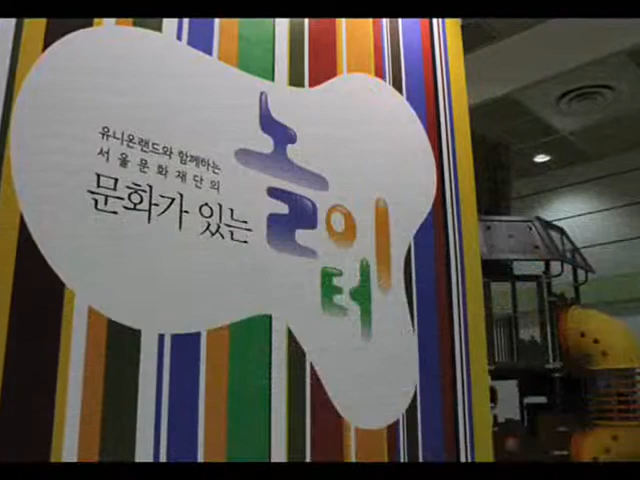 유니온랜드와 함께하는
서울문화재단의
문화가 있는
놀이
터